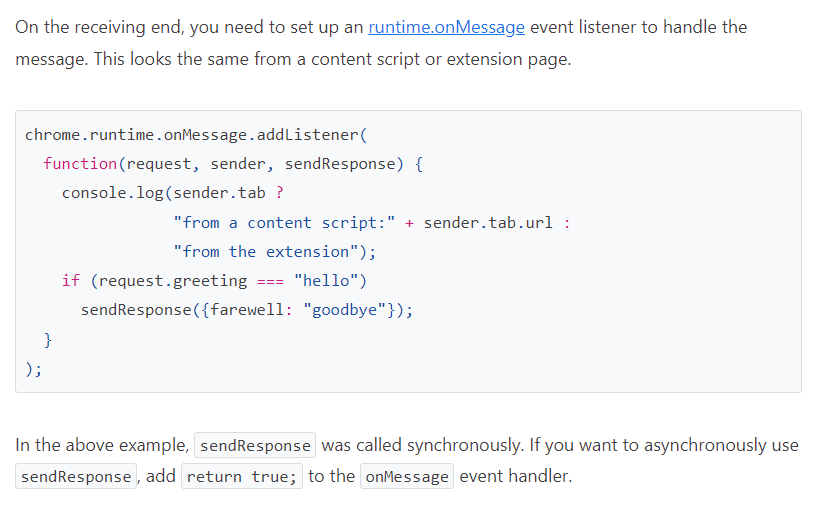 On the receiving end, you need to set up an runtime.onMessage event listener to handle the
message. This looks the same from a content script or extension page.
chrome.runtime.onMessage.addListener(
  function(request, sender, sendResponse) {
    console.log(sender.tab ?
                "from a content script:" + sender.tab.url :
                "from the extension");
    if (request.greeting === "hello")
      sendResponse({farewell: "goodbye"});
  }
);
In the above example, sendResponse was called synchronously. If you want to asynchronously use
sendResponse, add return true; to the onMessage event handler.